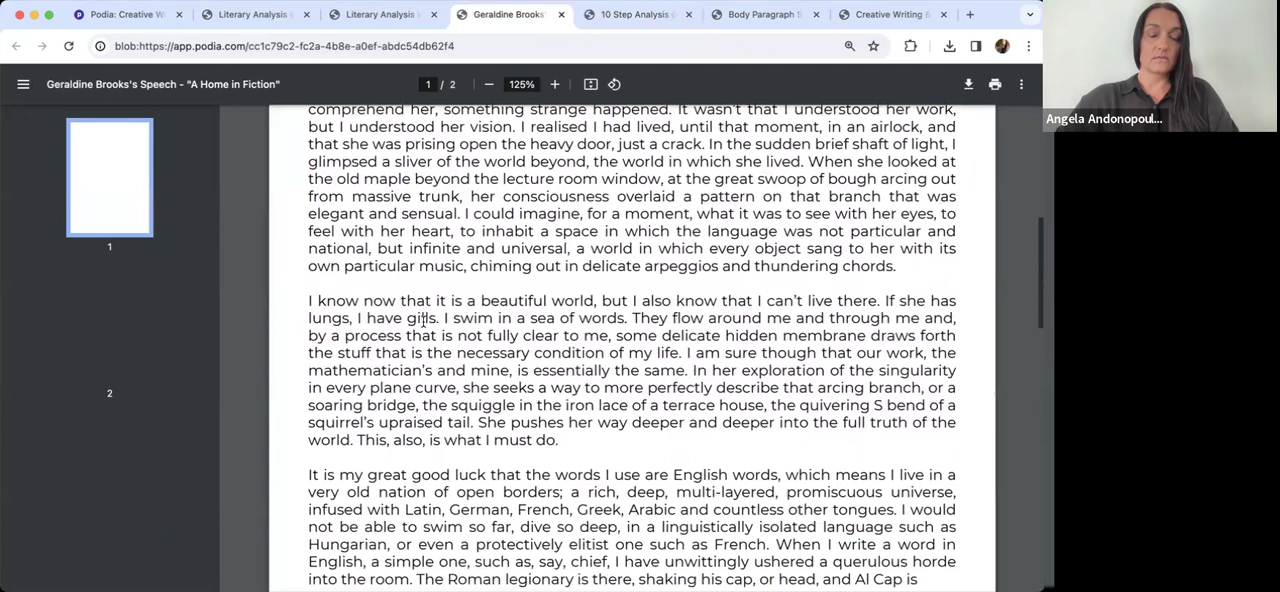 Podia: Creative W
Literary Analysis
Literary Analysis
Geraldine Brooks'
10 Step Analysis
Body Paragraph S
Creative Writing &
blob:https://app.podia.com/cc1c79c2-fc2a-4b8e-a0ef-abdc54db62f4
Geraldine Brooks's Speech - "A Home in Fiction"
1 / 2
125%
Angela Andonopoul...
1
2
comprehend her, something strange happened. It wasn't that I understood her work,
but I understood her vision. I realised I had lived, until that moment, in an airlock, and
that she was prising open the heavy door, just a crack. In the sudden brief shaft of light, I
glimpsed a sliver of the world beyond, the world in which she lived. When she looked at
the old maple beyond the lecture room window, at the great swoop of bough arcing out
from massive trunk, her consciousness overlaid a pattern on that branch that was
elegant and sensual. I could imagine, for a moment, what it was to see with her eyes, to
feel with her heart, to inhabit a space in which the language was not particular and
national, but infinite and universal, a world in which every object sang to her with its
own particular music, chiming out in delicate arpeggios and thundering chords.
I know now that it is a beautiful world, but I also know that I can't live there. If she has
lungs, I have gills. I swim in a sea of words. They flow around me and through me and,
by a process that is not fully clear to me, some delicate hidden membrane draws forth
the stuff that is the necessary condition of my life. I am sure though that our work, the
mathematician's and mine, is essentially the same. In her exploration of the singularity
in every plane curve, she seeks a way to more perfectly describe that arcing branch, or a
soaring bridge, the squiggle in the iron lace of a terrace house, the quivering S bend of a
squirrel's upraised tail. She pushes her way deeper and deeper into the full truth of the
world. This, also, is what I must do.
It is my great good luck that the words I use are English words, which means I live in a
very old nation of open borders; a rich, deep, multi-layered, promiscuous universe,
infused with Latin, German, French, Greek, Arabic and countless other tongues. I would
not be able to swim so far, dive so deep, in a linguistically isolated language such as
Hungarian, or even a protectively elitist one such as French. When I write a word in
English, a simple one, such as, say, chief, I have unwittingly ushered a querulous horde
into the room. The Roman legionary is there, shaking his cap, or head, and Al Cap is